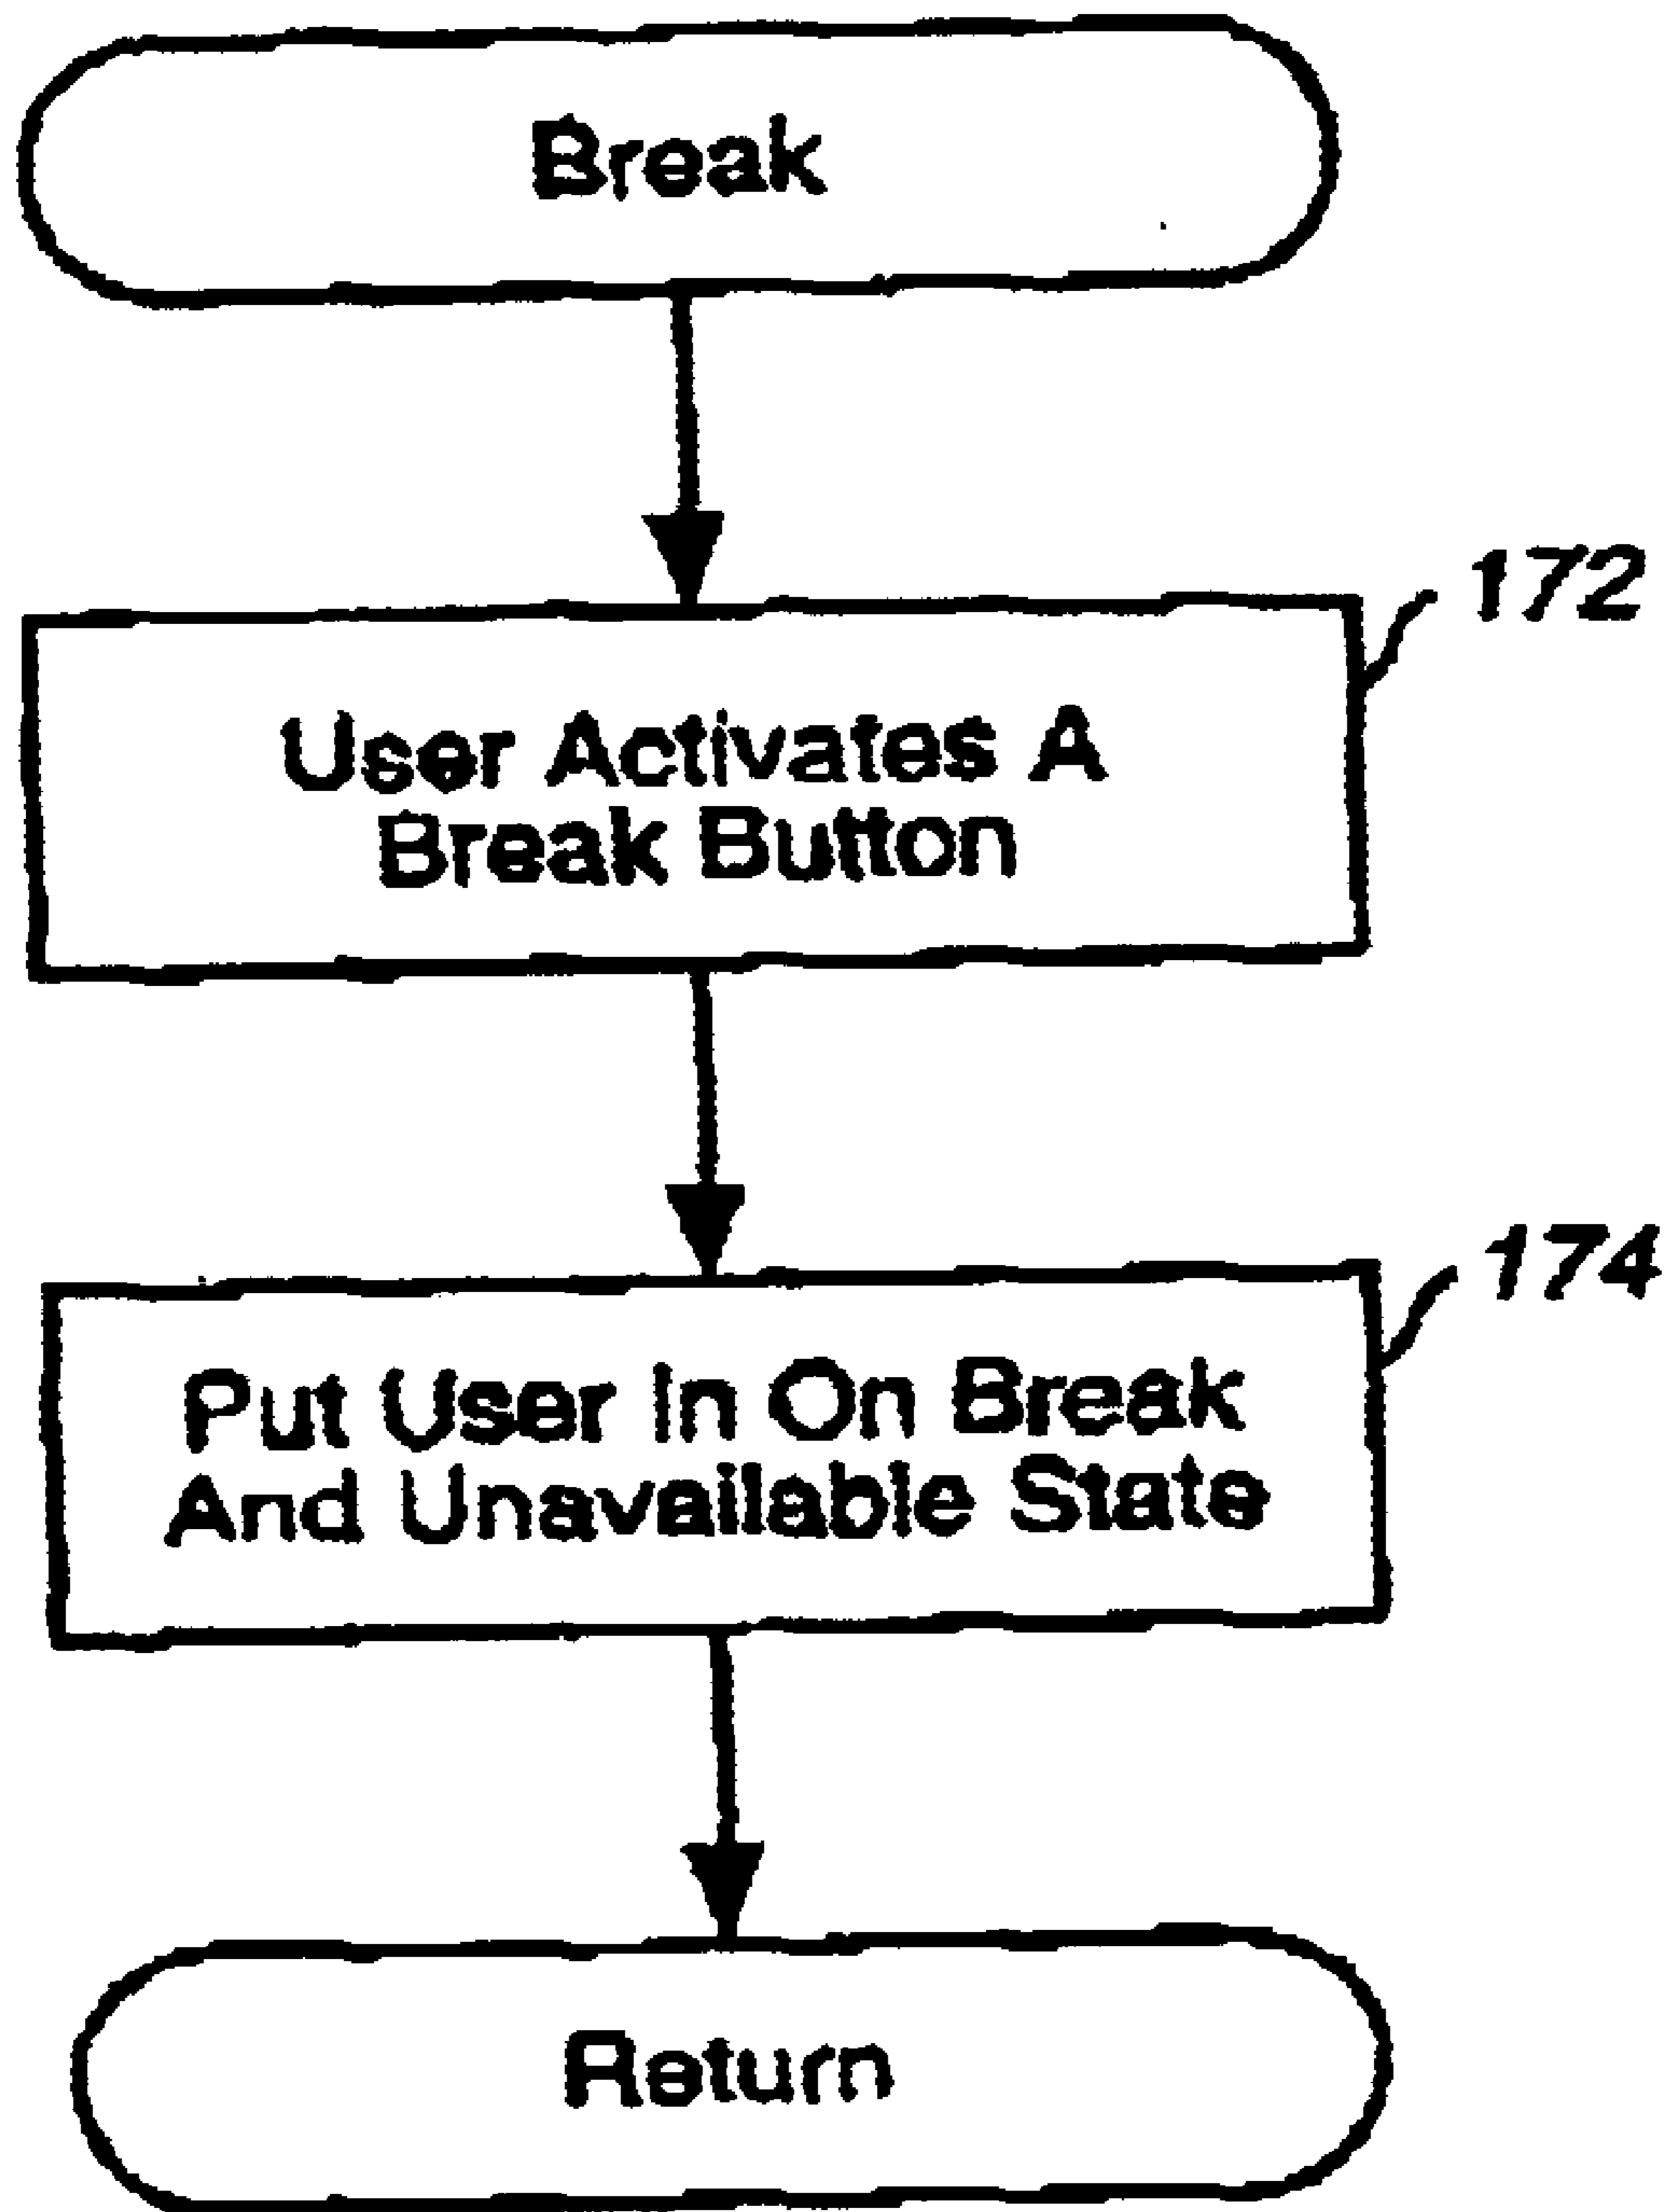 Break
172
User Activates A
Break Button
174
Put User In On Break
And Unavailable State
Return